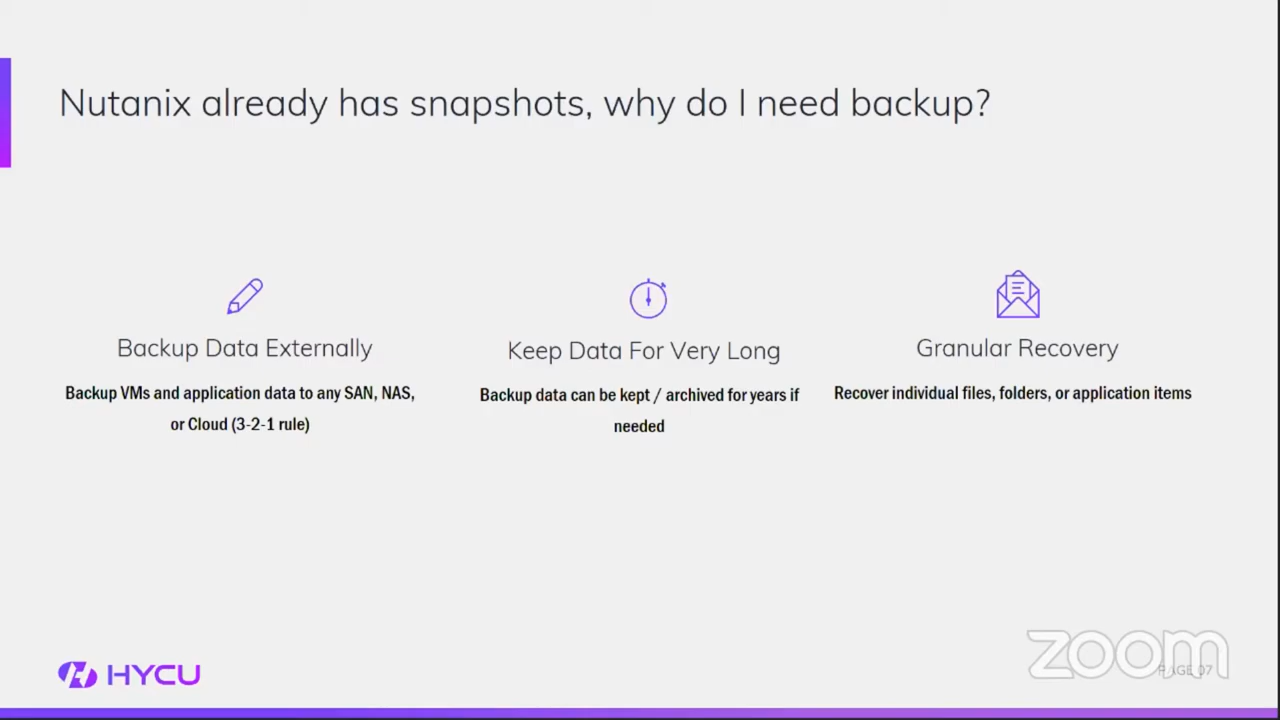 Nutanix already has snapshots, why do I need backup?
Backup Data Externally
Backup VMs and application data to any SAN, NAS,
or Cloud (3-2-1 rule)
Keep Data For Very Long
Backup data can be kept / archived for years if
needed
Granular Recovery
Recover individual files, folders, or application items
HYCU
zoom
PAGE 07